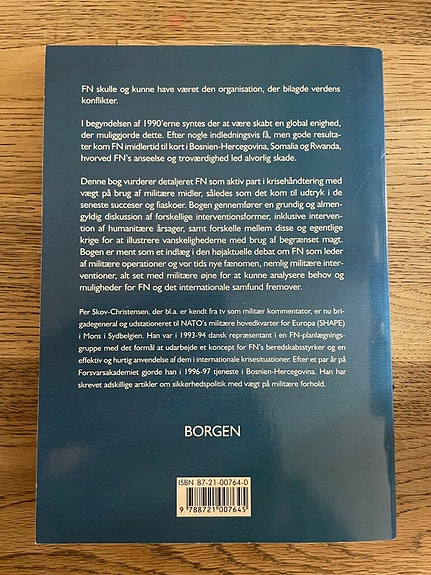 FN skulle og kunne have været den organisation, der bilagde verdens
konflikter.
I begyndelsen af 1990'erne syntes der at være skabt en global enighed,
der muliggjorde dette. Efter nogle indledningsvis få, men gode resulta-
ter kom FN imidlertid til kort i Bosnien-Hercegovina, Somalia og Rwanda,
hvorved FN's anseelse og troværdighed led alvorlig skade.
Denne bog vurderer detaljeret FN som aktiv part i krisehåndtering med
vægt på brug af militære midler, således som det kom til udtryk i de
seneste succeser og fiaskoer. Bogen gennemfører en grundig og almen-
gyldig diskussion af forskellige interventionsformer, inklusive interven-
tion af humanitære årsager, samt forskelle mellem disse og egentlige
krige for at illustrere vanskelighederne med brug af begrænset magt.
Bogen er ment som et indlæg i den højaktuelle debat om FN som leder
af militære operationer og vor tids nye fænomen, nemlig militære inter-
ventioner, alt set med militære øjne for at kunne analysere behov og
muligheder for FN og det internationale samfund fremover.
Per Skov-Christensen, der bl.a. er kendt fra tv som militær kommentator, er nu bri-
gadegeneral og udstationeret til NATO's militære hovedkvarter for Europa (SHAPE)
i Mons i Sydbelgien. Han var i 1993-94 dansk repræsentant i en FN-planlægnings-
gruppe med det formål at udarbejde et koncept for FN's beredskabsstyrker og en
effektiv og hurtig anvendelse af dem i internationale krisesituationer. Efter et par år på
Forsvarsakademiet gjorde han i 1996-97 tjeneste i Bosnien-Hercegovina. Han har
skrevet adskillige artikler om sikkerhedspolitik med vægt på militære forhold.
BORGEN
ISBN 87-21-00764-0
9 788721 007645